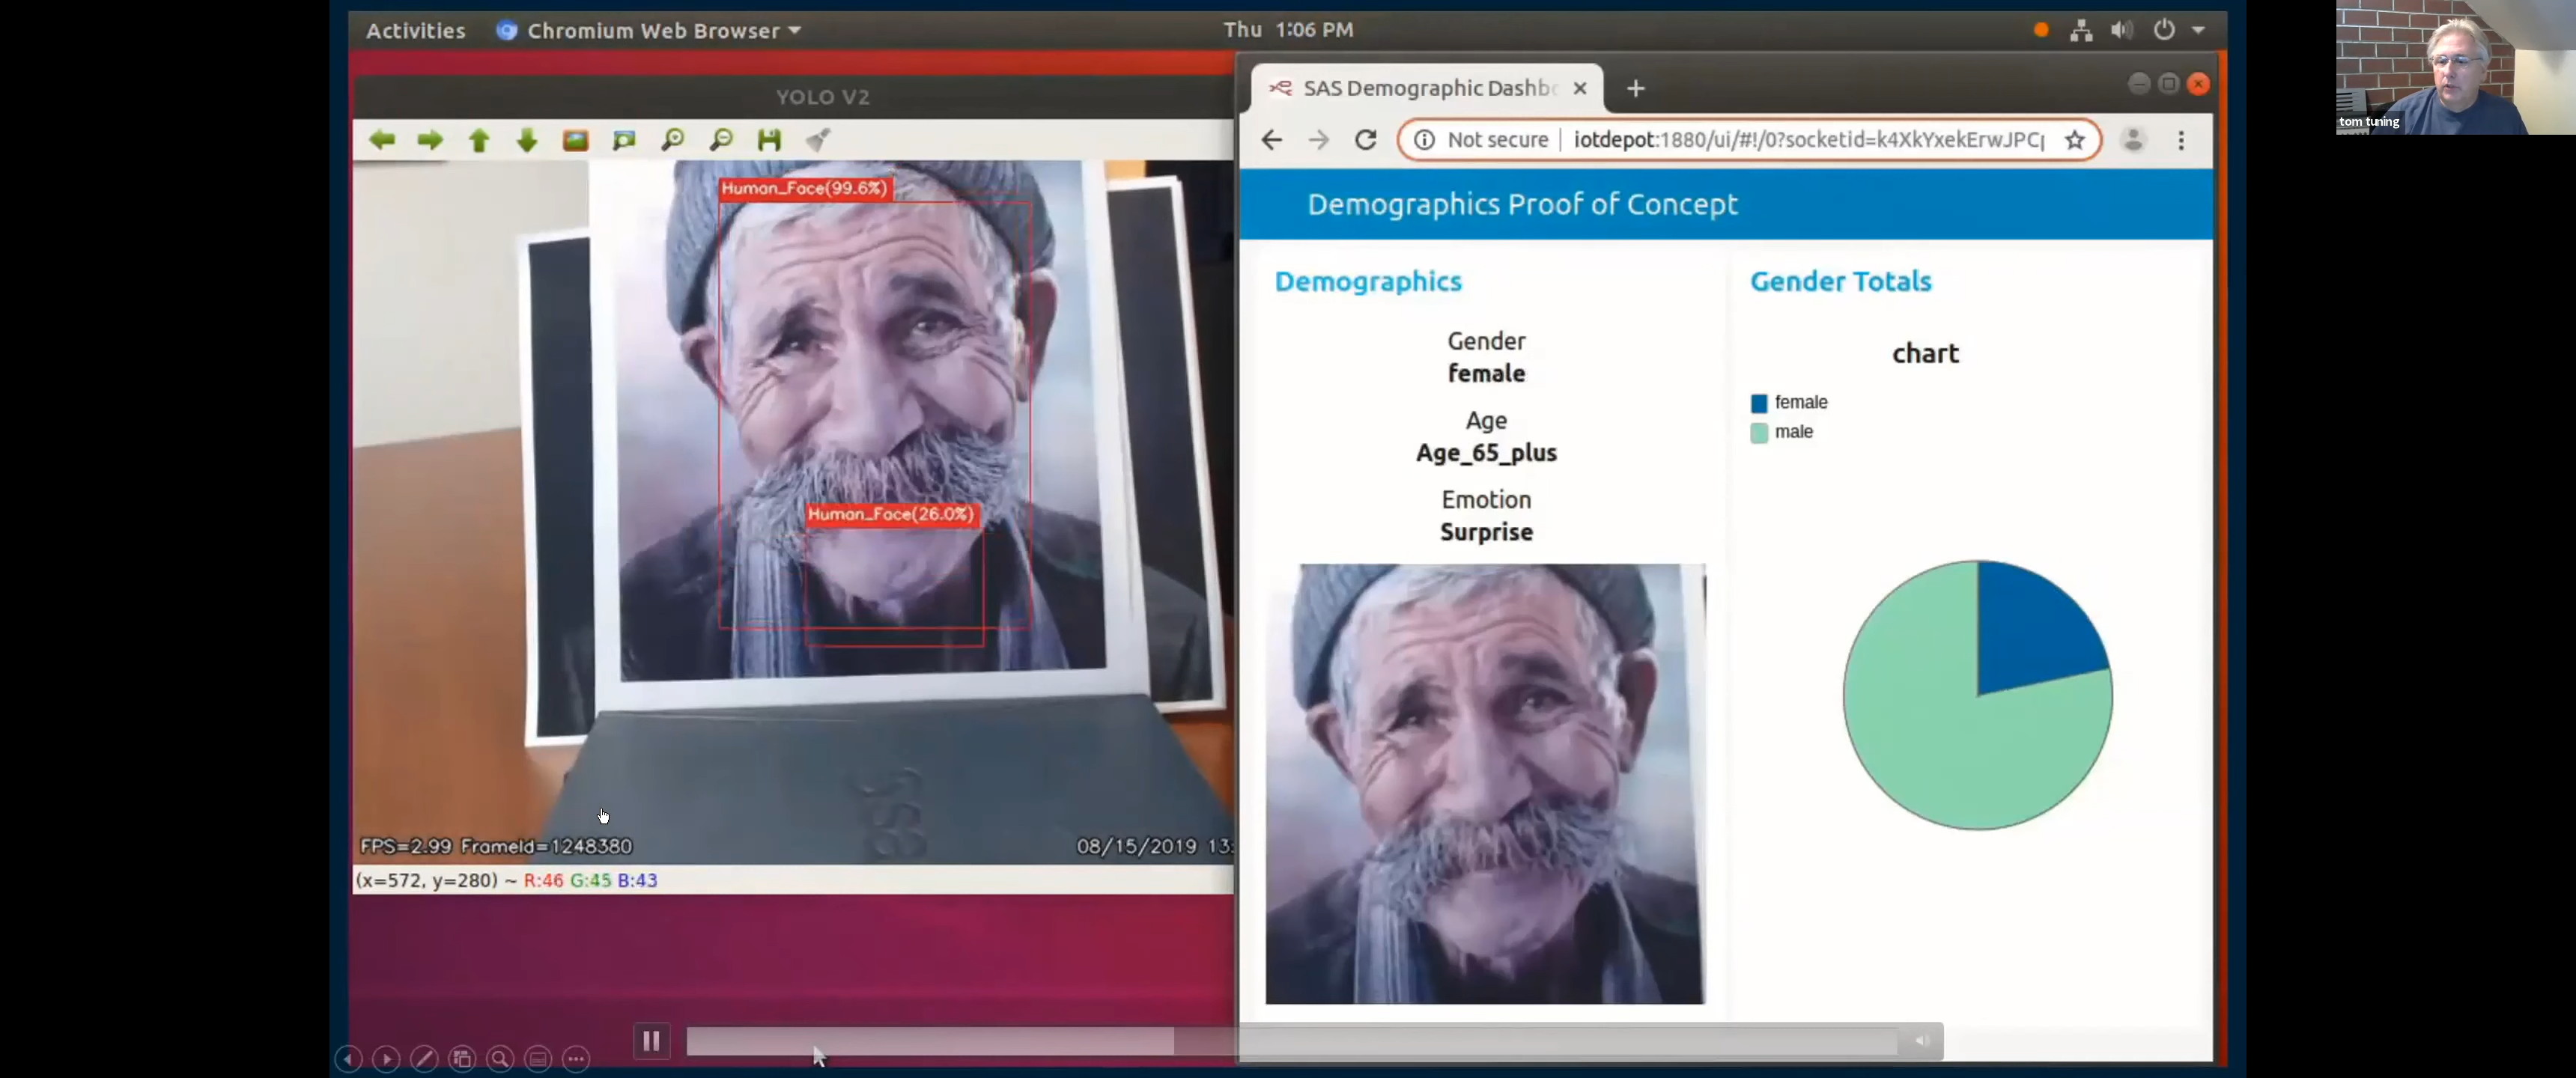 Activities
Chromium Web Browser
Thu 1:06 PM
YOLO V2
Human_Face(99.6%)
Human_Face(26.0%)
SAS
FPS=2.99 FrameId=1248380
08/15/2019 13:
(x=572, y=280) ~ R:46 G:45 B:43
SAS Demographic Dashbo
Not secure
iotdepot:1880/ui/#!/0?socketid=k4XkYxekErwJPC
Demographics Proof of Concept
Demographics
Gender
female
Age
Age_65_plus
Emotion
Surprise
Gender Totals
chart
female
male
tom tuning